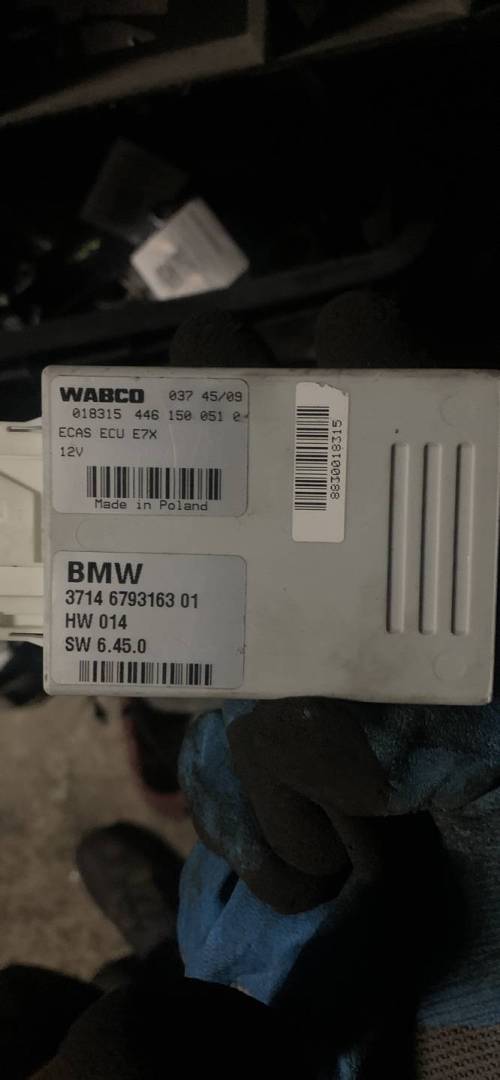 WABCO 037 45/09
018315 446 150 051 0
ECAS ECU E7X
12V
Made in Poland
8830018315
BMW
3714 6793163 01
HW 014
SW 6.45.0